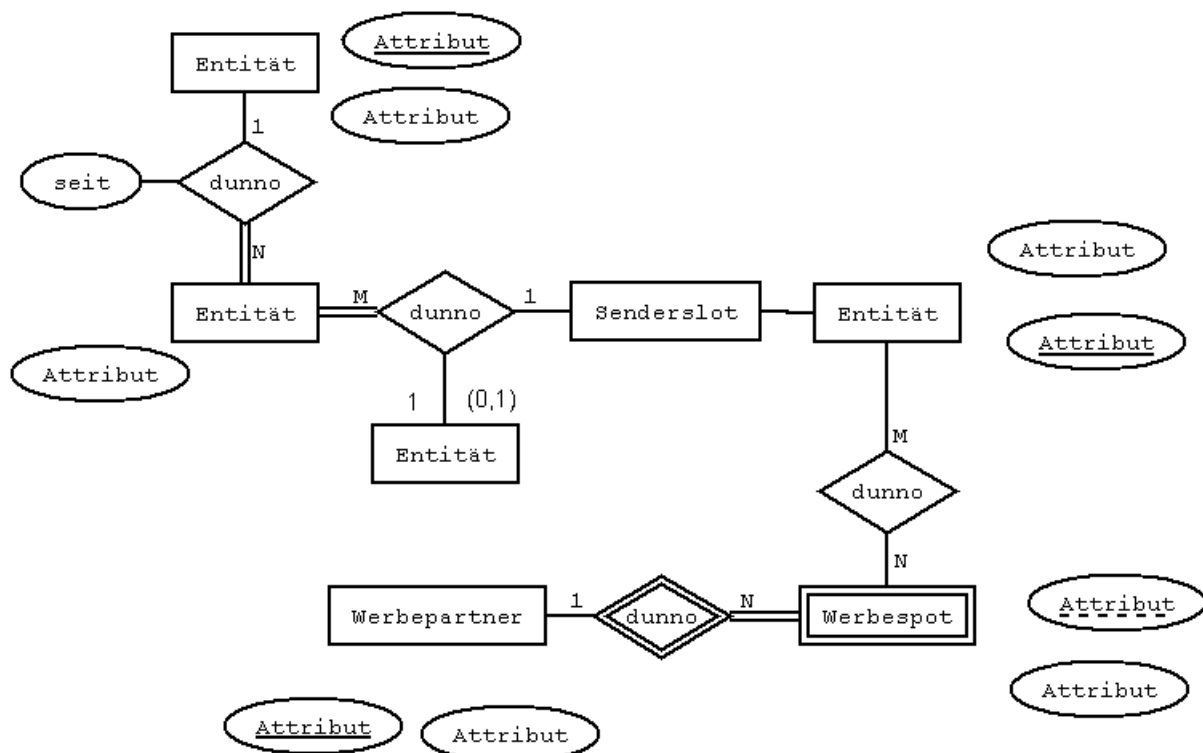 Attribut
Entität
Attribut
1
seit
dunno
N
Attribut
Entität
M
dunno
1
Senderslot
Entität
Attribut
Attribut
1
(0,1)
Entität
M
dunno
N
Werbepartner
1
dunno
N
Werbespot
Attribut
Attribut
Attribut
Attribut